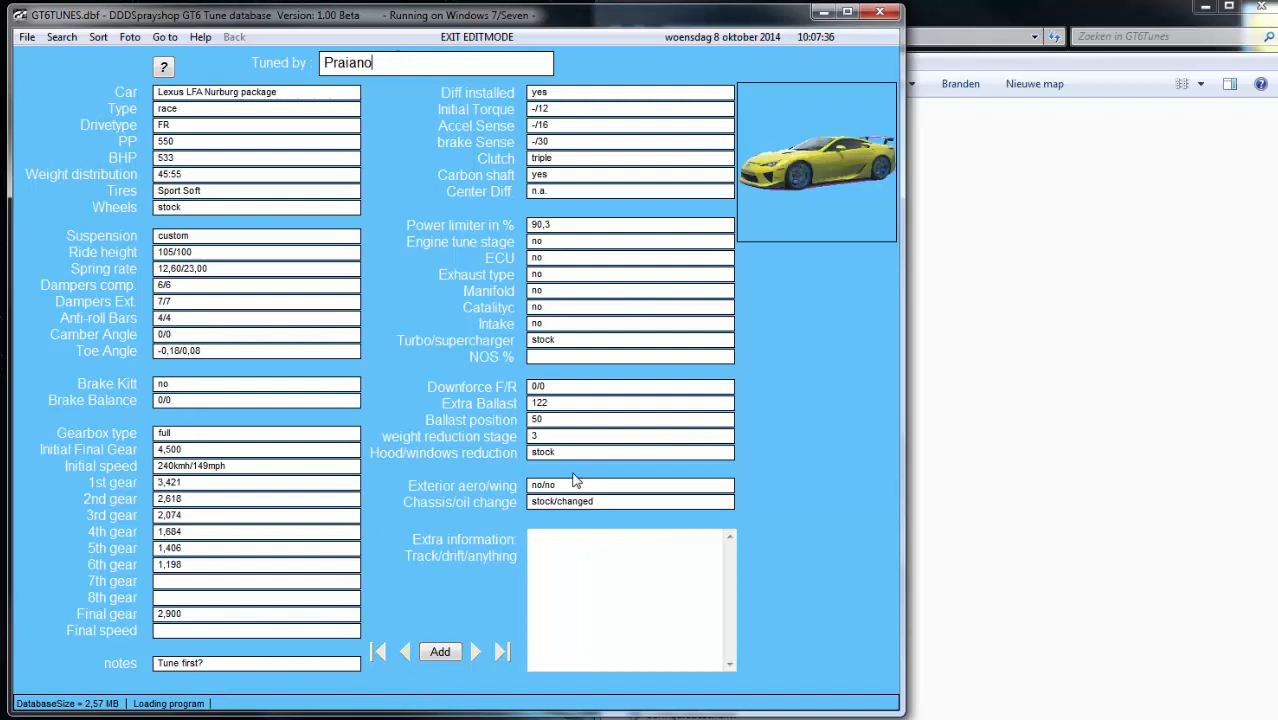 GT6TUNES.dbf - DDDSprayshop GT6 Tune database Version: 1.00 Beta - Running on Windows 7/Seven -
File Search Sort Foto Go to Help Back EXIT EDITMODE woensdag 8 oktober 2014 10:07:36
Zoeken in GT6Tunes
Branden Nieuwe map
? Tuned by : Praiano
Car Lexus LFA Nurburg package
Type race
Drivetype FR
PP 550
BHP 533
Weight distribution 45:55
Tires Sport Soft
Wheels stock
Suspension custom
Ride height 105/100
Spring rate 12,60/23,00
Dampers comp. 6/6
Dampers Ext. 7/7
Anti-roll Bars 4/4
Camber Angle 0/0
Toe Angle -0,18/0,08
Brake Kitt no
Brake Balance 0/0
Gearbox type full
Initial Final Gear 4,500
Initial speed 240kmh/149mph
1st gear 3,421
2nd gear 2,618
3rd gear 2,074
4th gear 1,684
5th gear 1,406
6th gear 1,198
7th gear
8th gear
Final gear 2,900
Final speed
notes Tune first?
Diff installed yes
Initial Torque -/12
Accel.Sense -/16
brake Sense -/30
Clutch triple
Carbon shaft yes
Center Diff. n.a.
Power limiter in % 90,3
Engine tune stage no
ECU no
Exhaust type no
Manifold no
Catalityc no
Intake no
Turbo/supercharger stock
NOS %
Downforce F/R 0/0
Extra Ballast 122
Ballast position 50
weight reduction stage 3
Hood/windows reduction stock
Exterior aero/wing no/no
Chassis/oil change stock/changed
Extra information:
Track/drift/anything
Add
DatabaseSize = 2,57 MB Loading program